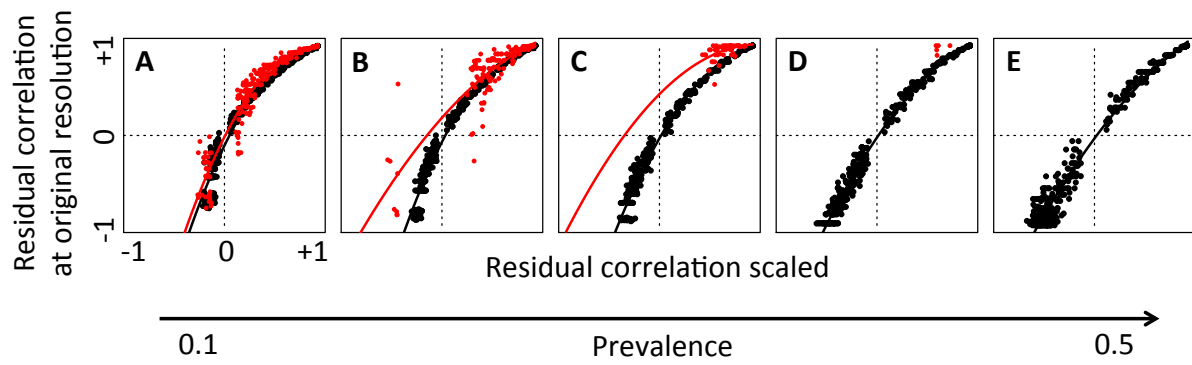 Residual correlation
at original resolution
+1
0
-1
A
B
C
D
E
-1
0
+1
Residual correlation scaled
0.1
Prevalence
0.5